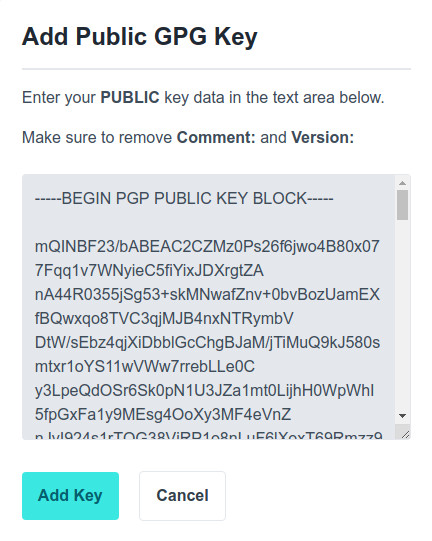 Add Public GPG Key
Enter your PUBLIC key data in the text area below.
Make sure to remove Comment: and Version:
-----BEGIN PGP PUBLIC KEY BLOCK-----
mQINBF23/bABEAC2CZMz0Ps26f6jwo4B80x07
7Fqq1v7WNyieC5fiYixJDXrgtZA
nA44R0355jSg53+skMNwafZnv+0bvBozUamEX
fBQwxqo8TVC3qjMJB4nxNTRymbV
DtW/sEbz4qjXiDbblGcChgBJaM/jTiMuQ9kJ580s
mtxr1oYS11wVWw7rrebLLe0C
y3LpeQdOSr6Sk0pN1U3JZa1mt0LijhH0WpWhI
5fpGxFa1y9MEsg4OoXy3MF4eVnZ
Add Key
Cancel